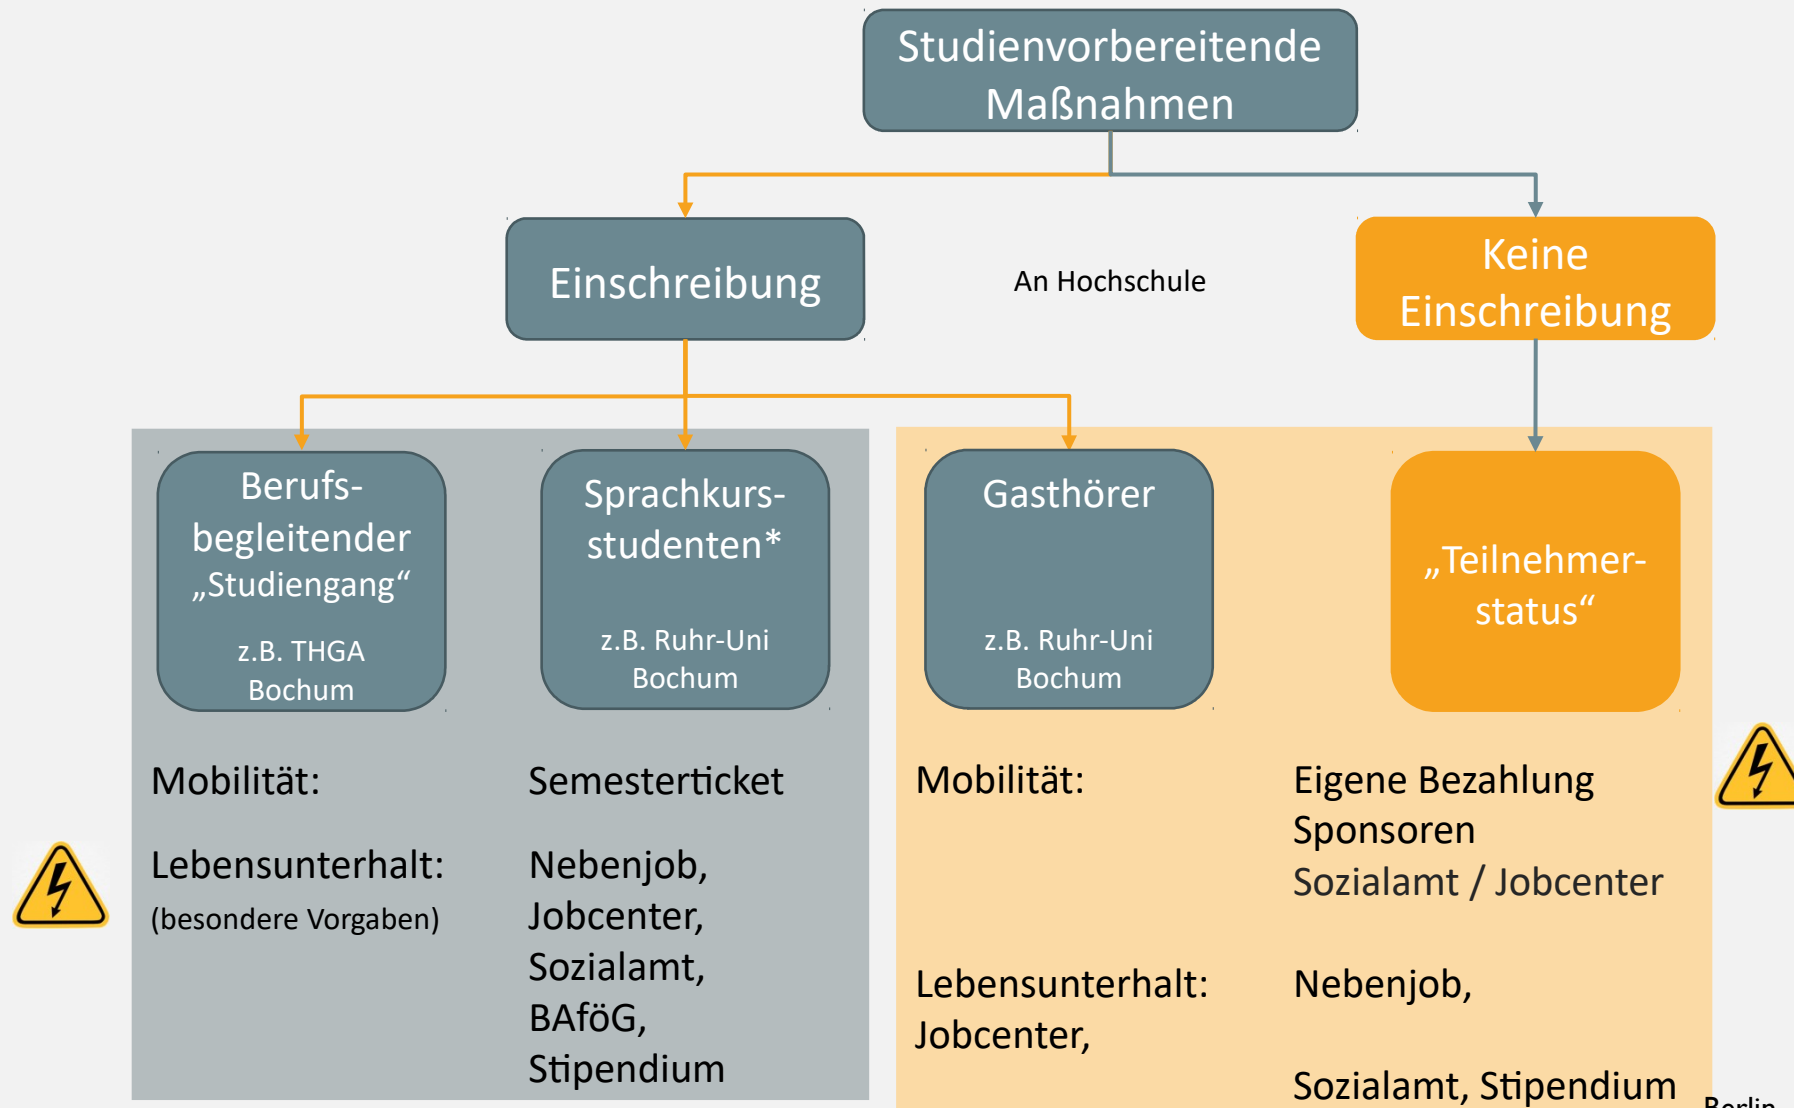 Studienvorbereitende
Maßnahmen
Einschreibung
An Hochschule
Keine
Einschreibung
Berufs-
begleitender
„Studiengang“
z.B. THGA
Bochum
Sprachkurs-
studenten*
z.B. Ruhr-Uni
Bochum
Gasthörer
z.B. Ruhr-Uni
Bochum
„Teilnehmer-
status“
Mobilität: Semesterticket
Lebensunterhalt: Nebenjob,
(besondere Vorgaben) Jobcenter,
Sozialamt,
BAföG,
Stipendium
Mobilität: Eigene Bezahlung
Sponsoren
Sozialamt / Jobcenter
Lebensunterhalt: Nebenjob,
Jobcenter,
Sozialamt, Stipendium
Berlin